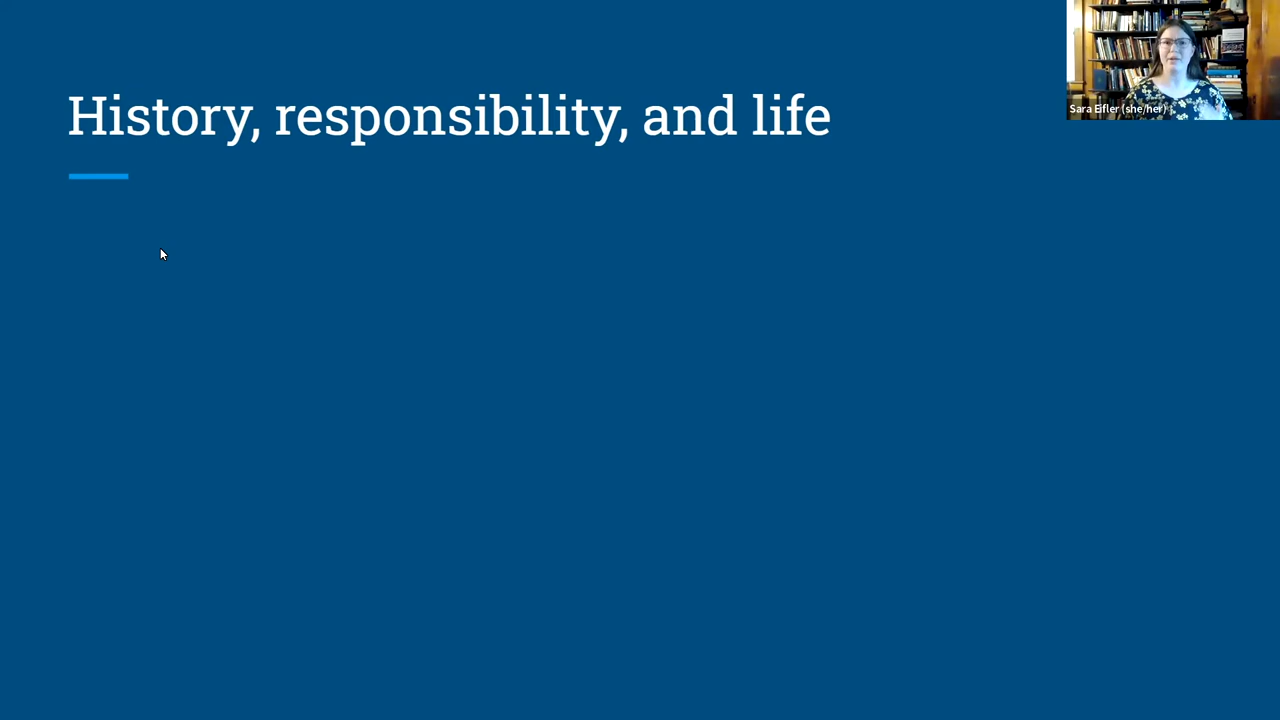 History, responsibility, and life
Sara Eifler (she/her)